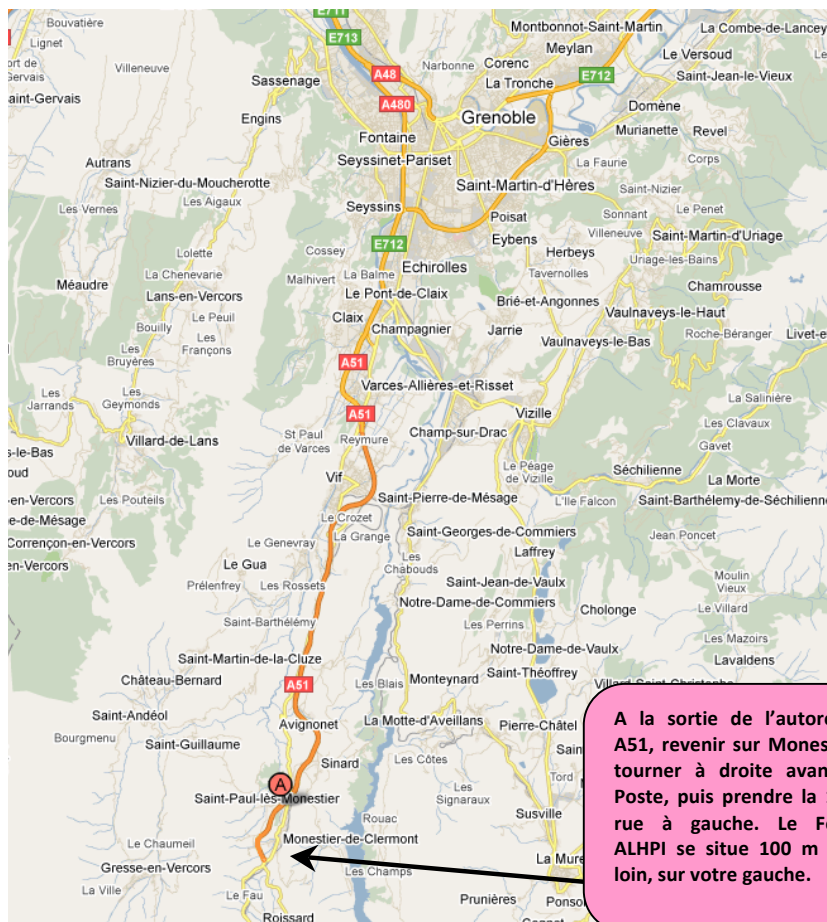 Bouvatière
Lignet
E711
E713
Montbonnot-Saint-Martin
La Combe-de-Lancey
Meylan
Villeneuve
Corenc
Narbonne
Le Versoud
Sassenage
A48
La Tronche
E712
Saint-Jean-le-Vieux
A480
Domène
Engins
Grenoble
Murianette
Revel
Fontaine
Gières
Corps
Autrans
Seyssinet-Pariset
La Faurie
Saint-Nizier-du-Moucherotte
Saint-Martin-d'Hères
Saint-Nizier
Les Vernes
Les Aigaux
Seyssins
Poisat
Sonnant
Le Penet
E712
Eybens
Villeneuve
Saint-Martin-d'Uriage
Lolette
Cossey
Herbeys
Uriage-les-Bains
La Chenevarie
Malhivert
La Balme
Echirolles
Tavernolles
Méaudre
Lans-en-Vercors
Le Pont-de-Claix
Brié-et-Angonnes
Chamrousse
Le Peuil
Claix
Champagnier
Jarrie
Vaulnaveys-le-Haut
Bouilly
Les Français
Vaulnaveys-le-Bas
Roche-Béranger
Les Bruyères
A51
Varces-Allières-et-Risset
Les Jarrands
Les Geymonds
A51
Vizille
La Salinière
Villard-de-Lans
St Paul de Varces
Reymure
Champ-sur-Drac
Les Clavaux
Gavet
Vif
Le Péage de Vizille
Séchilienne
La Morte
Les Pouteils
Saint-Pierre-de-Mésage
L'Ile Falcon
Saint-Barthélemy-de-Séchilienne
Le Crozet
La Grange
Saint-Georges-de-Commiers
Jean Poncet
Corrençon-en-Vercors
Le Genevray
Laffrey
Le Gua
Les Chabouds
Moulin Vieux
Prélenfrey
Les Rossets
Saint-Jean-de-Vaulx
Notre-Dame-de-Commiers
Cholonge
Le Villard
Saint-Barthélémy
Les Perrins
Les Mazoirs
Saint-Martin-de-la-Cluze
Notre-Dame-de-Vaulx
Lavaldens
Château-Bernard
A51
Les Blais
Monteynard
Saint-Théoffrey
Saint-Andéol
Avignonet
La Motte-d'Aveillans
Pierre-Châtel
Bourgmenu
Saint-Guillaume
Sinard
Les Côtes
Tord
A
Saint-Paul-lès-Monestier
Les Signaraux
Susville
Rouac
Le Chaumeil
Monestier-de-Clermont
Gresse-en-Vercors
Les Champs
La Mure
La Ville
Le Fau
Prunières
Roissard
A la sortie de l'autor
A51, revenir sur Mones
tourner à droite avan
Poste, puis prendre la
rue à gauche. Le F
ALHPI se situe 100 m
loin, sur votre gauche.